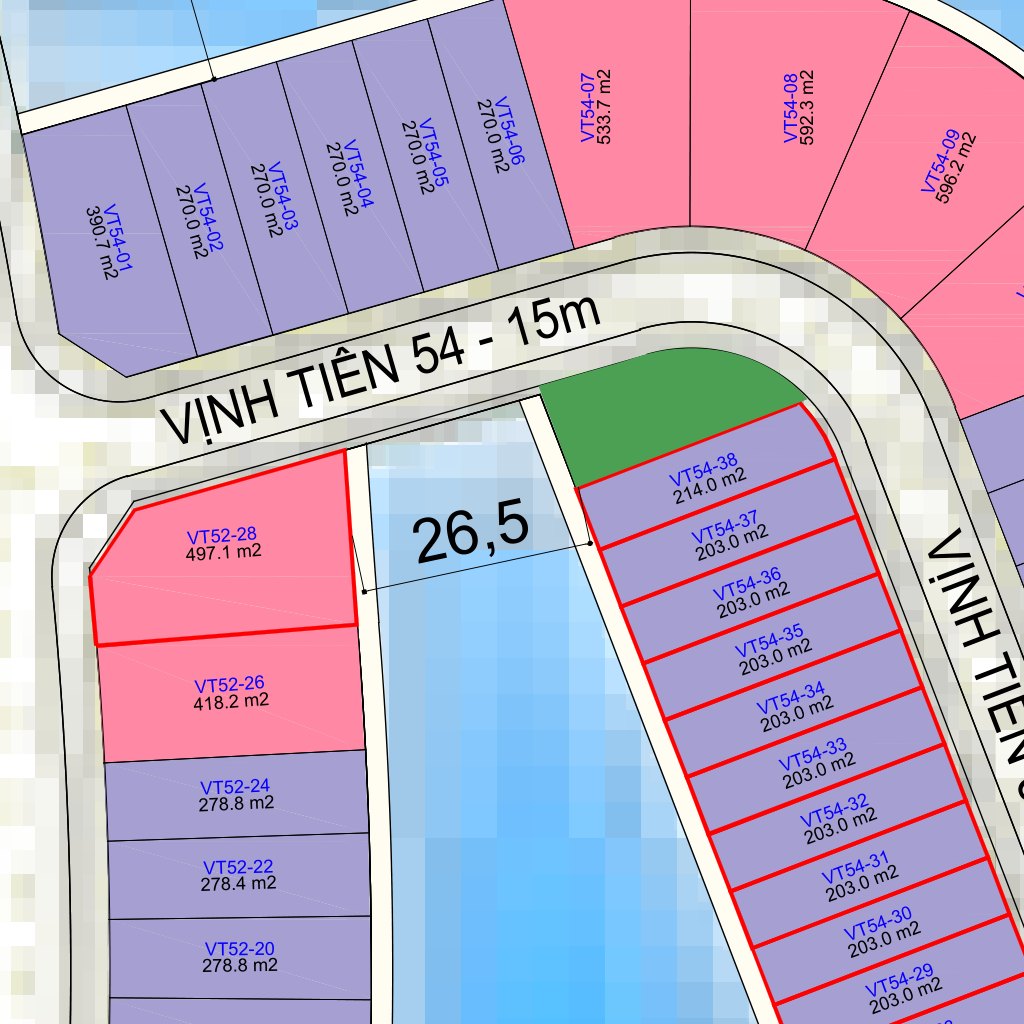 VT54-01
390.7 m2
VT54-02
270.0 m2
VT54-03
270.0 m2
VT54-04
270.0 m2
VT54-05
270.0 m2
VT54-06
270.0 m2
VT54-07
533.7 m2
VT54-08
592.3 m2
VT54-09
596.2 m2
VỊNH TIÊN 54 - 15m
26,5
VT52-28
497.1 m2
VT52-26
418.2 m2
VT52-24
278.8 m2
VT52-22
278.4 m2
VT52-20
278.8 m2
VT54-38
214.0 m2
VT54-37
203.0 m2
VT54-36
203.0 m2
VT54-35
203.0 m2
VT54-34
203.0 m2
VT54-33
203.0 m2
VT54-32
203.0 m2
VT54-31
203.0 m2
VT54-30
203.0 m2
VT54-29
203.0 m2
VỊNH TIÊN